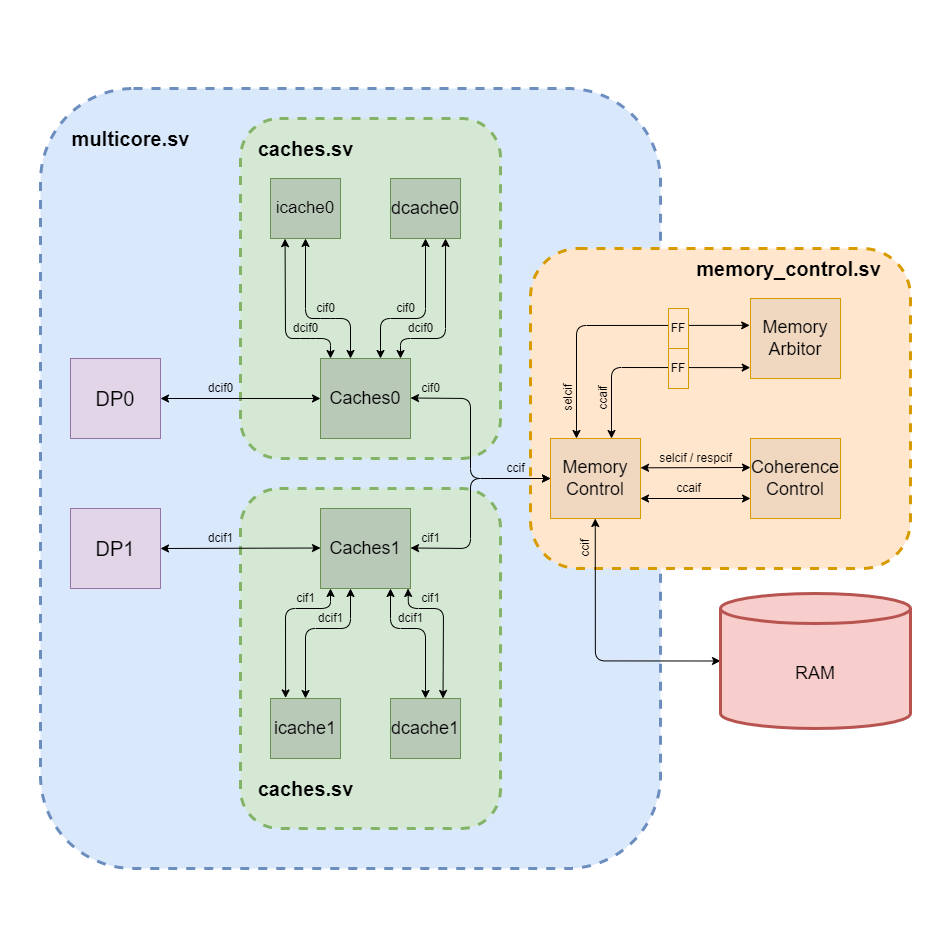 multicore.sv
caches.sv
icache0
dcache0
cif0
dcif0
cif0
dcif0
DP0
dcif0
Caches0
cif0
memory_control.sv
FF
FF
Memory
Arbitor
selcif
ccaif
ccif
Memory
Control
selcif / respcif
ccaif
Coherence
Control
ccif
DP1
dcif1
Caches1
cif1
cif1
dcif1
cif1
dcif1
icache1
dcache1
caches.sv
RAM